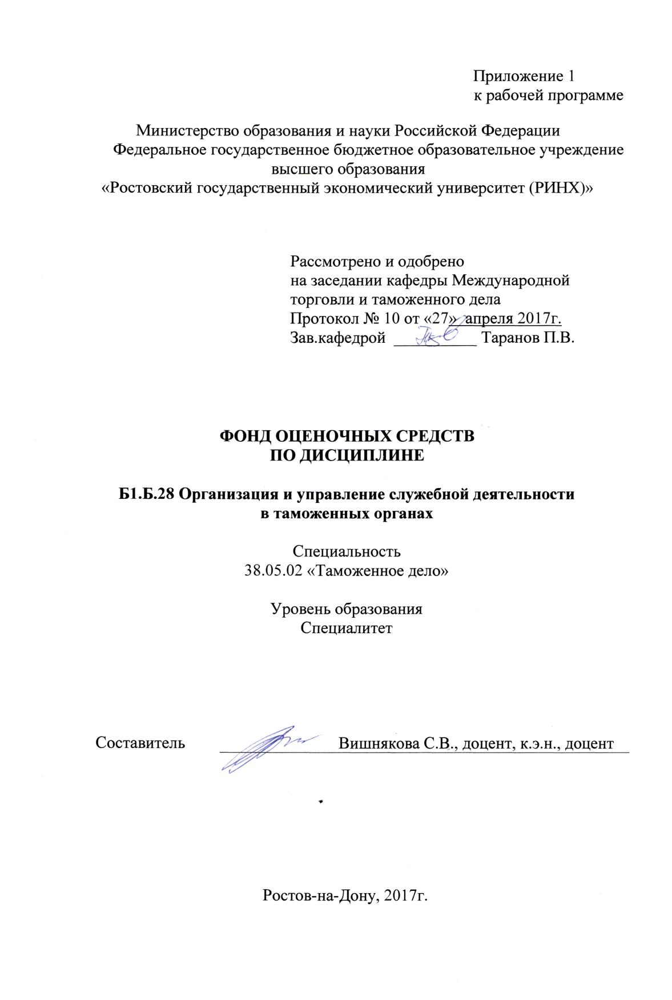 Приложение 1
к рабочей программе
Министерство образования и науки Российской Федерации
Федеральное государственное бюджетное образовательное учреждение
высшего образования
«Ростовский государственный экономический университет (РИНХ)»
Рассмотрено и одобрено
на заседании кафедры Международной
торговли и таможенного дела
Протокол № 10 от «27» апреля 2017г.
Зав.кафедрой ___________ Таранов П.В.
ФОНД ОЦЕНОЧНЫХ СРЕДСТВ
ПО ДИСЦИПЛИНЕ
Б1.Б.28 Организация и управление служебной деятельности
в таможенных органах
Специальность
38.05.02 «Таможенное дело»
Уровень образования
Специалитет
Составитель Вишнякова С.В., доцент, к.э.н., доцент
Ростов-на-Дону, 2017г.